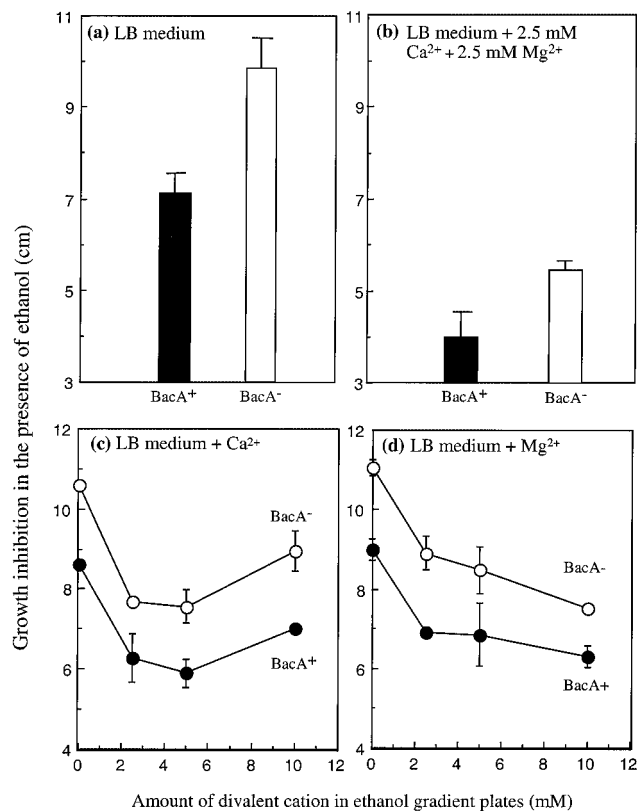 Growth inhibition in the presence of ethanol (cm)
(a) LB medium
11
9
7
5
3
BacA+
BacA-
(b) LB medium + 2.5 mM
Ca2+ + 2.5 mM Mg2+
11
9
7
5
3
BacA+
BacA-
(c) LB medium + Ca2+
12
10
8
6
4
BacA-
BacA+
0 2 4 6 8 10 12
(d) LB medium + Mg2+
12
10
8
6
4
BacA-
BacA+
0 2 4 6 8 10 12
Amount of divalent cation in ethanol gradient plates (mM)